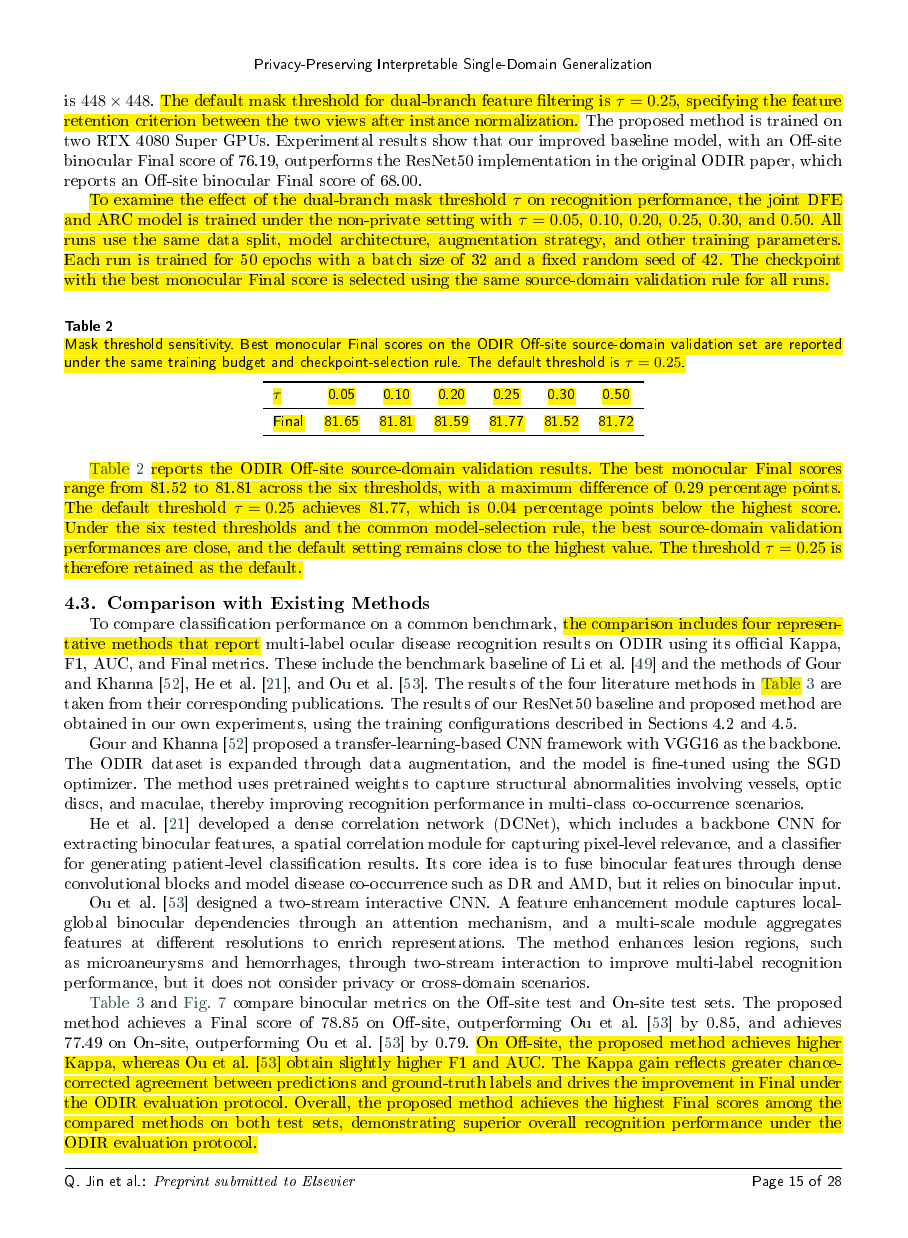 Privacy-Preserving Interpretable Single-Domain Generalization
is 448 × 448. The default mask threshold for dual-branch feature filtering is τ = 0.25, specifying the feature
retention criterion between the two views after instance normalization. The proposed method is trained on
two RTX 4080 Super GPUs. Experimental results show that our improved baseline model, with an Off-site
binocular Final score of 76.19, outperforms the ResNet50 implementation in the original ODIR paper, which
reports an Off-site binocular Final score of 68.00.
To examine the effect of the dual-branch mask threshold τ on recognition performance, the joint DFE
and ARC model is trained under the non-private setting with τ = 0.05, 0.10, 0.20, 0.25, 0.30, and 0.50. All
runs use the same data split, model architecture, augmentation strategy, and other training parameters.
Each run is trained for 50 epochs with a batch size of 32 and a fixed random seed of 42. The checkpoint
with the best monocular Final score is selected using the same source-domain validation rule for all runs.
Table 2
Mask threshold sensitivity. Best monocular Final scores on the ODIR Off-site source-domain validation set are reported
under the same training budget and checkpoint-selection rule. The default threshold is τ = 0.25.
τ 0.05 0.10 0.20 0.25 0.30 0.50
Final 81.65 81.81 81.59 81.77 81.52 81.72
Table 2 reports the ODIR Off-site source-domain validation results. The best monocular Final scores
range from 81.52 to 81.81 across the six thresholds, with a maximum difference of 0.29 percentage points.
The default threshold τ = 0.25 achieves 81.77, which is 0.04 percentage points below the highest score.
Under the six tested thresholds and the common model-selection rule, the best source-domain validation
performances are close, and the default setting remains close to the highest value. The threshold τ = 0.25 is
therefore retained as the default.
4.3. Comparison with Existing Methods
To compare classification performance on a common benchmark, the comparison includes four represen-
tative methods that report multi-label ocular disease recognition results on ODIR using its official Kappa,
F1, AUC, and Final metrics. These include the benchmark baseline of Li et al. [49] and the methods of Gour
and Khanna [52], He et al. [21], and Ou et al. [53]. The results of the four literature methods in Table 3 are
taken from their corresponding publications. The results of our ResNet50 baseline and proposed method are
obtained in our own experiments, using the training configurations described in Sections 4.2 and 4.5.
Gour and Khanna [52] proposed a transfer-learning-based CNN framework with VGG16 as the backbone.
The ODIR dataset is expanded through data augmentation, and the model is fine-tuned using the SGD
optimizer. The method uses pretrained weights to capture structural abnormalities involving vessels, optic
discs, and maculae, thereby improving recognition performance in multi-class co-occurrence scenarios.
He et al. [21] developed a dense correlation network (DCNet), which includes a backbone CNN for
extracting binocular features, a spatial correlation module for capturing pixel-level relevance, and a classifier
for generating patient-level classification results. Its core idea is to fuse binocular features through dense
convolutional blocks and model disease co-occurrence such as DR and AMD, but it relies on binocular input.
Ou et al. [53] designed a two-stream interactive CNN. A feature enhancement module captures local-
global binocular dependencies through an attention mechanism, and a multi-scale module aggregates
features at different resolutions to enrich representations. The method enhances lesion regions, such
as microaneurysms and hemorrhages, through two-stream interaction to improve multi-label recognition
performance, but it does not consider privacy or cross-domain scenarios.
Table 3 and Fig. 7 compare binocular metrics on the Off-site test and On-site test sets. The proposed
method achieves a Final score of 78.85 on Off-site, outperforming Ou et al. [53] by 0.85, and achieves
77.49 on On-site, outperforming Ou et al. [53] by 0.79. On Off-site, the proposed method achieves higher
Kappa, whereas Ou et al. [53] obtain slightly higher F1 and AUC. The Kappa gain reflects greater chance-
corrected agreement between predictions and ground-truth labels and drives the improvement in Final under
the ODIR evaluation protocol. Overall, the proposed method achieves the highest Final scores among the
compared methods on both test sets, demonstrating superior overall recognition performance under the
ODIR evaluation protocol.
Q. Jin et al.: Preprint submitted to Elsevier Page 15 of 28